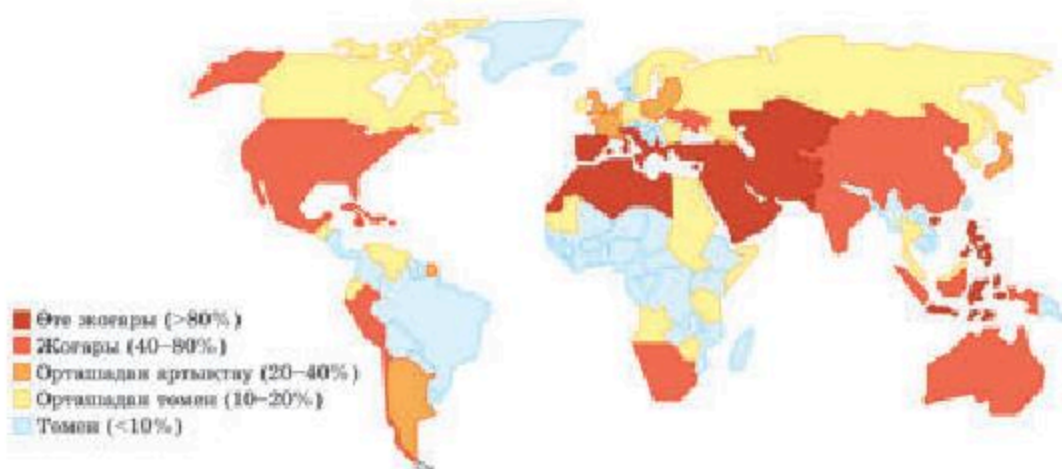 Өте жоғары (>80%)
Жоғары (40–80%)
Орташадан артықтау (20–40%)
Орташадан төмен (10–20%)
Төмен (<10%)